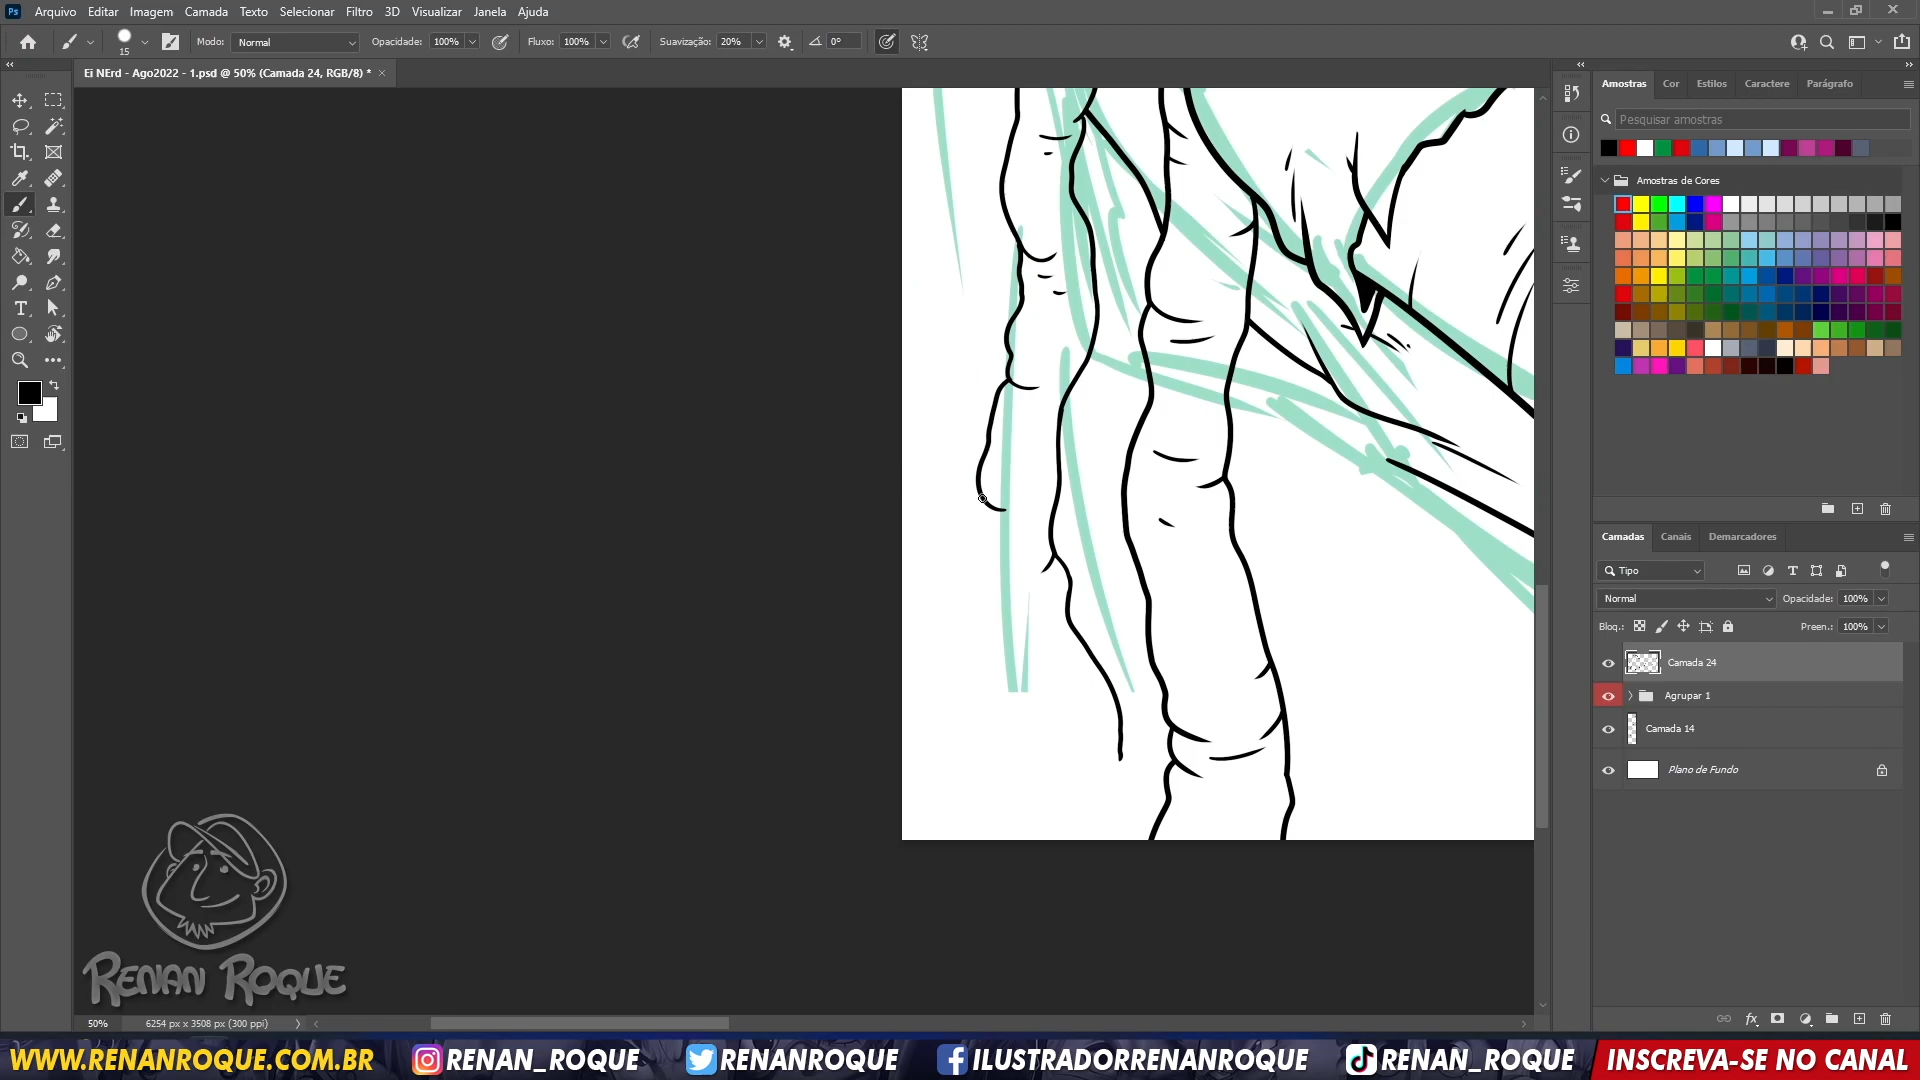 Ps Arquivo Editar Imagem Camada Texto Selecionar Filtro 3D Visualizar Janela Ajuda
15 Modo: Normal Opacidade: 100% Fluxo: 100% Suavização: 20% 0°
Ei NErd - Ago2022 - 1.psd @ 50% (Camada 24, RGB/8) *
Amostras Cor Estilos Caractere Parágrafo
Pesquisar amostras
Amostras de Cores
Camadas Canais Demarcadores
Tipo
Normal Opacidade: 100%
Bloq.: Preen.: 100%
Camada 24
Agrupar 1
Camada 14
Plano de Fundo
RENAN ROQUE
50% 6254 px x 3508 px (300 ppi)
WWW.RENANROQUE.COM.BR RENAN_ROQUE RENANROQUE ILUSTRADORRENANROQUE RENAN_ROQUE INSCREVA-SE NO CANAL